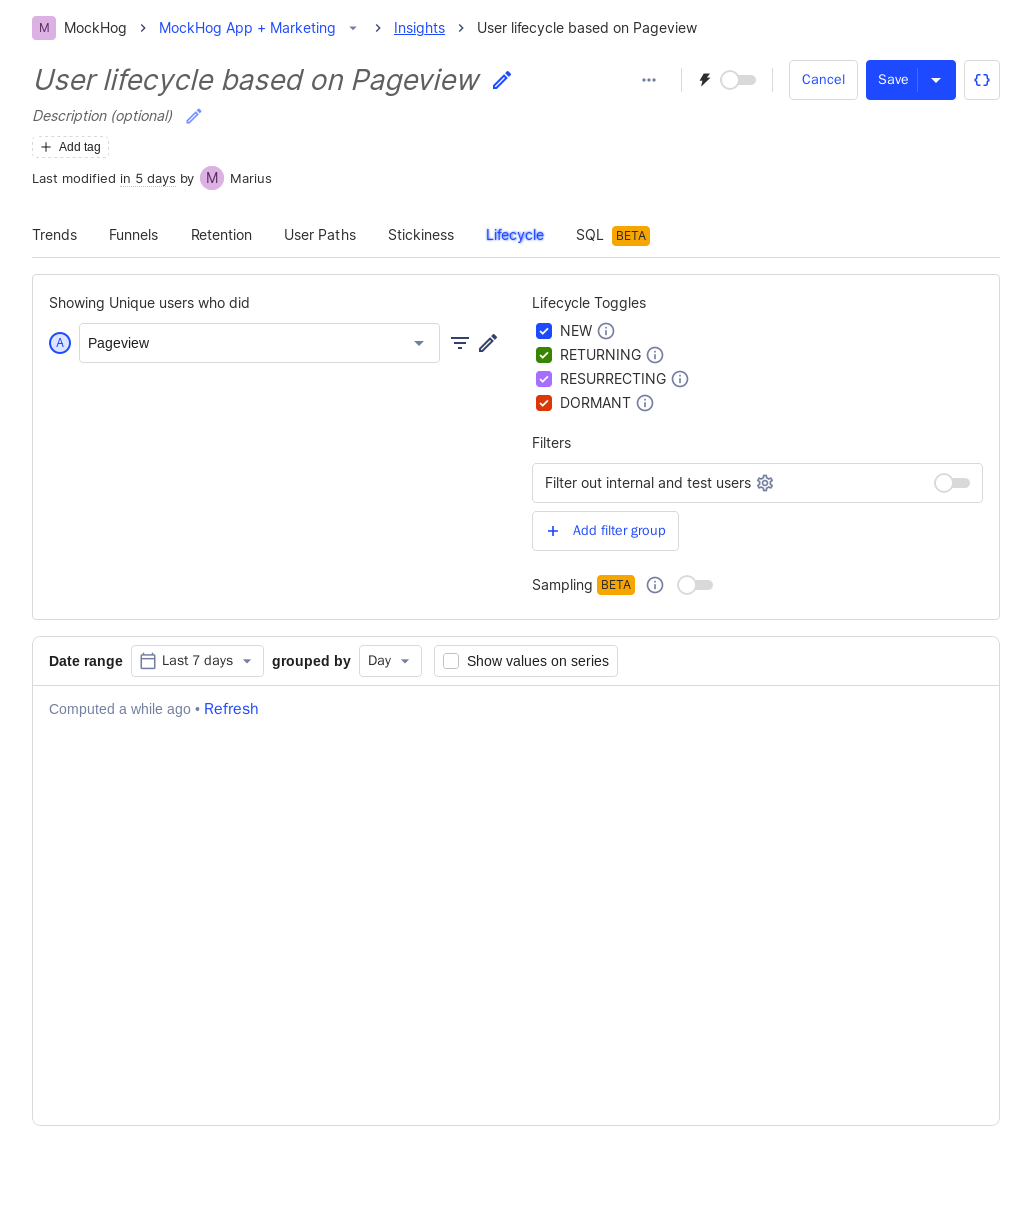 M MockHog MockHog App + Marketing Insights User lifecycle based on Pageview
User lifecycle based on Pageview
Cancel Save
Description (optional)
Add tag
Last modified in 5 days by M Marius
Trends Funnels Retention User Paths Stickiness Lifecycle SQL BETA
Showing Unique users who did
A Pageview
Lifecycle Toggles
NEW
RETURNING
RESURRECTING
DORMANT
Filters
Filter out internal and test users
Add filter group
Sampling BETA
Date range Last 7 days grouped by Day Show values on series
Computed a while ago • Refresh